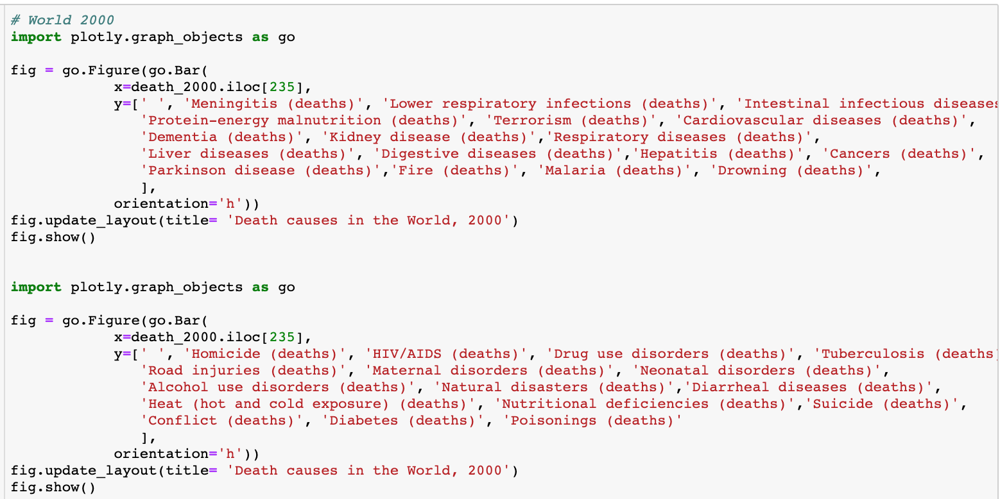 # World 2000
import plotly.graph_objects as go
fig = go.Figure(go.Bar(
x=death_2000.iloc[235],
y=[' ', 'Meningitis (deaths)', 'Lower respiratory infections (deaths)', 'Intestinal infectious diseases
'Protein-energy malnutrition (deaths)', 'Terrorism (deaths)', 'Cardiovascular diseases (deaths)',
'Dementia (deaths)', 'Kidney disease (deaths)','Respiratory diseases (deaths)',
'Liver diseases (deaths)', 'Digestive diseases (deaths)','Hepatitis (deaths)', 'Cancers (deaths)',
'Parkinson disease (deaths)','Fire (deaths)', 'Malaria (deaths)', 'Drowning (deaths)',
],
orientation='h'))
fig.update_layout(title= 'Death causes in the World, 2000')
fig.show()
import plotly.graph_objects as go
fig = go.Figure(go.Bar(
x=death_2000.iloc[235],
y=[' ', 'Homicide (deaths)', 'HIV/AIDS (deaths)', 'Drug use disorders (deaths)', 'Tuberculosis (deaths
'Road injuries (deaths)', 'Maternal disorders (deaths)', 'Neonatal disorders (deaths)',
'Alcohol use disorders (deaths)', 'Natural disasters (deaths)','Diarrheal diseases (deaths)',
'Heat (hot and cold exposure) (deaths)', 'Nutritional deficiencies (deaths)','Suicide (deaths)',
'Conflict (deaths)', 'Diabetes (deaths)', 'Poisonings (deaths)'
],
orientation='h'))
fig.update_layout(title= 'Death causes in the World, 2000')
fig.show()